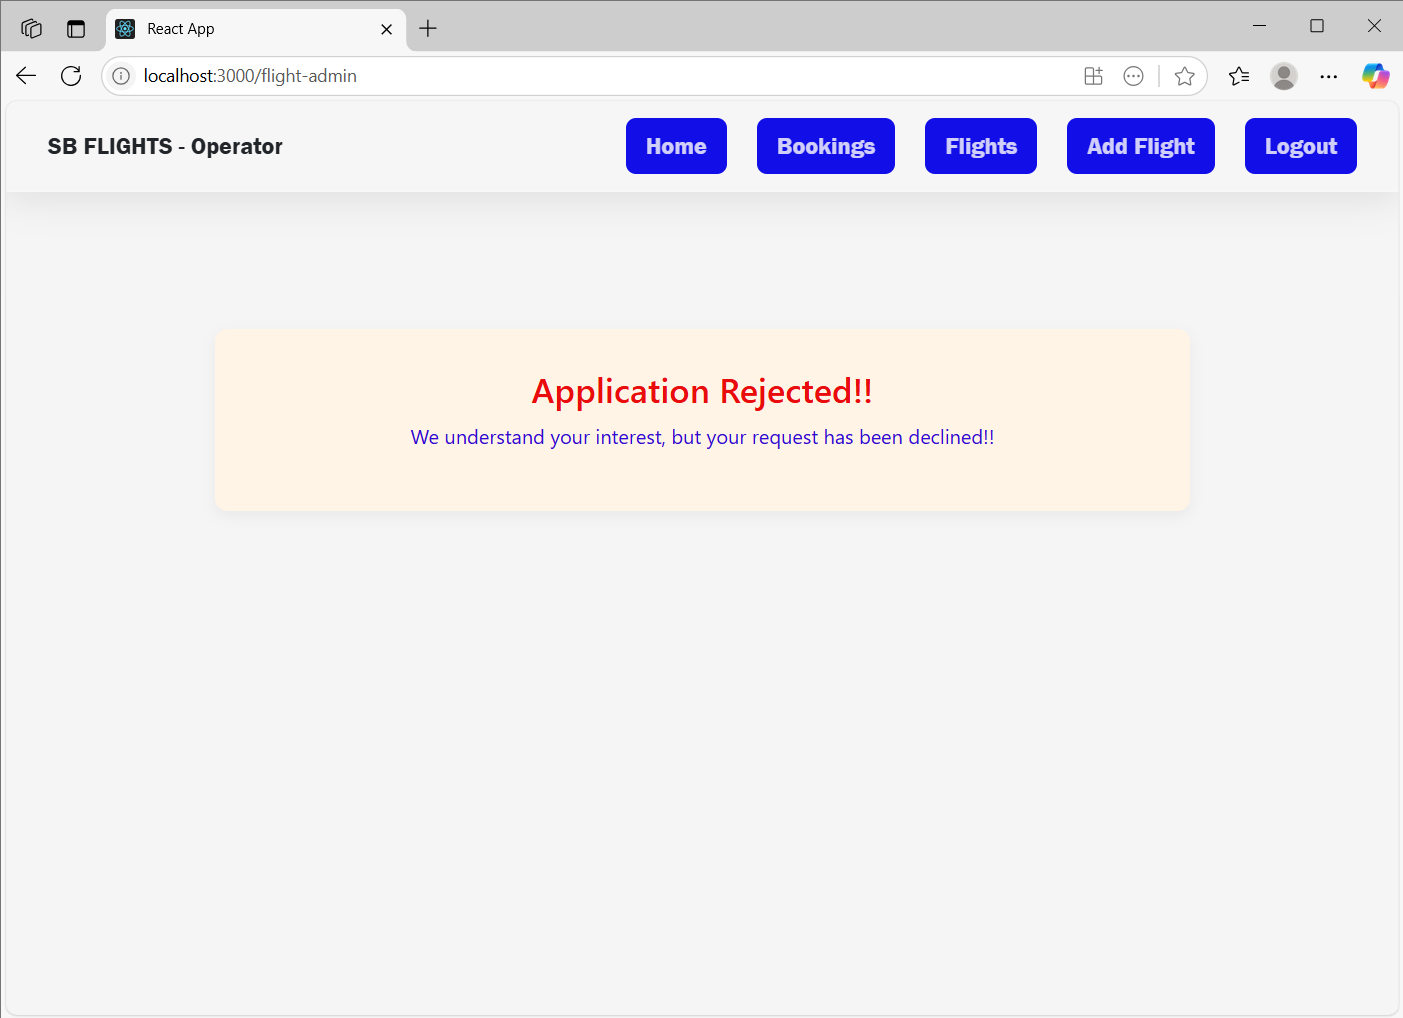 React App
localhost:3000/flight-admin
SB FLIGHTS - Operator
Home
Bookings
Flights
Add Flight
Logout
Application Rejected!!
We understand your interest, but your request has been declined!!